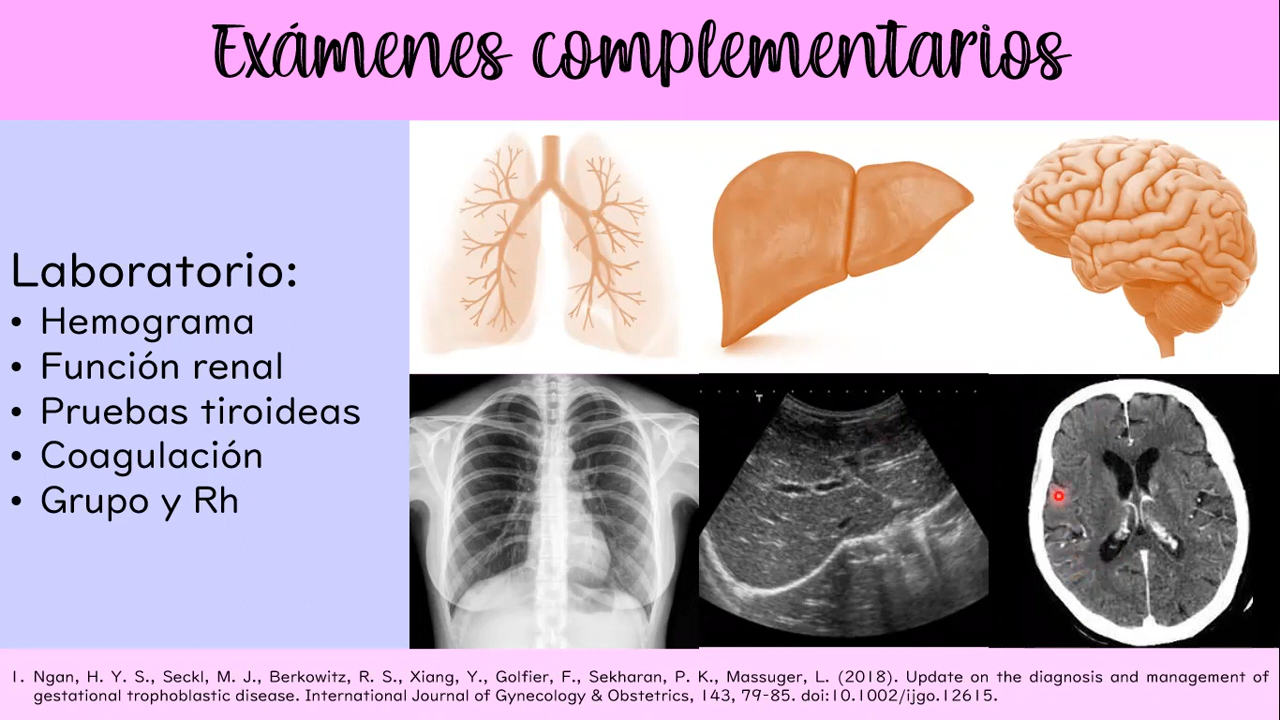 Exámenes complementarios
Laboratorio:
• Hemograma
• Función renal
• Pruebas tiroideas
• Coagulación
• Grupo y Rh
T
1. Ngan, H. Y. S., Seckl, M. J., Berkowitz, R. S., Xiang, Y., Golfier, F., Sekharan, P. K., Massuger, L. (2018). Update on the diagnosis and management of
gestational trophoblastic disease. International Journal of Gynecology & Obstetrics, 143, 79-85. doi:10.1002/ijgo.12615.